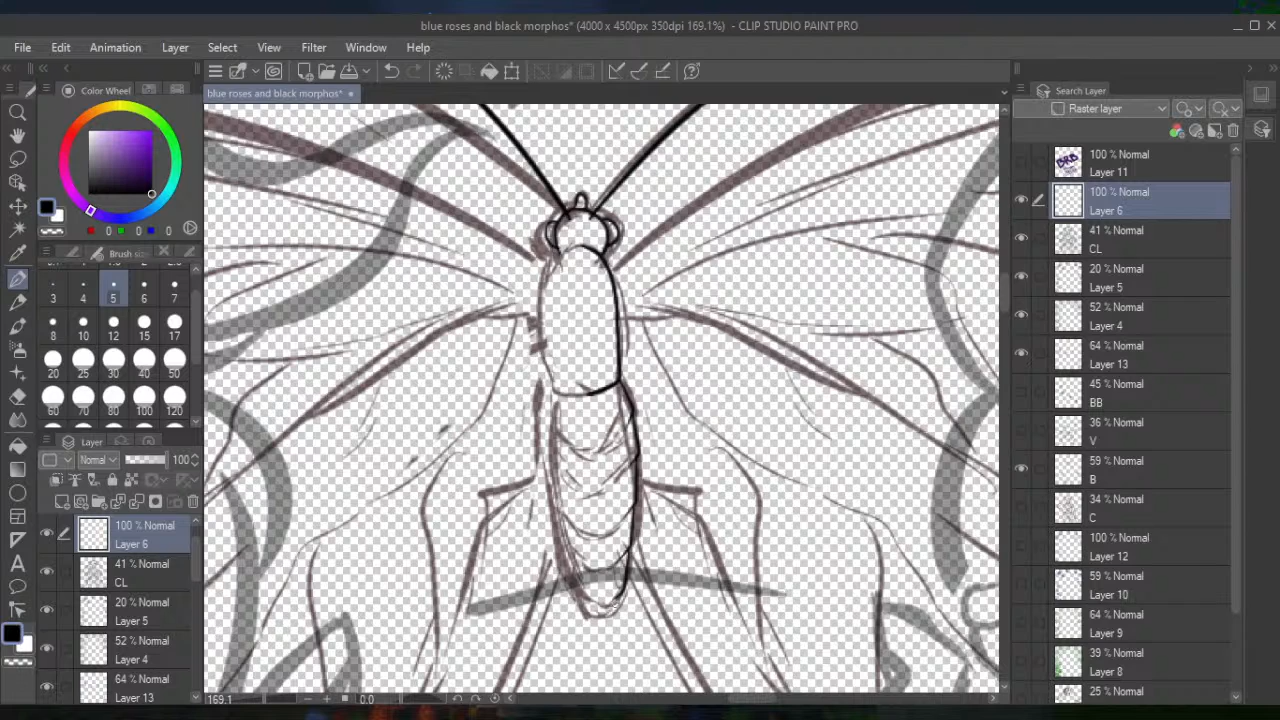 blue roses and black morphos* (4000 x 4500px 350dpi 169.1%) - CLIP STUDIO PAINT PRO
File Edit Animation Layer Select View Filter Window Help
Color Wheel
blue roses and black morphos*
Search Layer
Raster layer
0 0 0
Brush size
3 4 5 6 7
8 10 12 15 17
20 25 30 40 50
60 70 80 100 120
Layer
Normal 100
100 % Normal
Layer 6
41 % Normal
CL
20 % Normal
Layer 5
52 % Normal
Layer 4
64 % Normal
Layer 13
100 % Normal
Layer 11
100 % Normal
Layer 6
41 % Normal
CL
20 % Normal
Layer 5
52 % Normal
Layer 4
64 % Normal
Layer 13
45 % Normal
BB
36 % Normal
V
59 % Normal
B
34 % Normal
C
100 % Normal
Layer 12
59 % Normal
Layer 10
64 % Normal
Layer 9
39 % Normal
Layer 8
25 % Normal
169.1 0.0